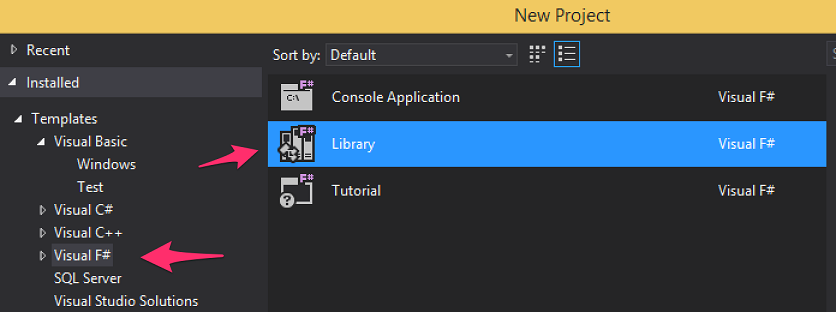 New Project
Recent
Installed
Templates
Visual Basic
Windows
Test
Visual C#
Visual C++
Visual F#
SQL Server
Visual Studio Solutions
Sort by: Default
F# C:\ Console Application Visual F#
F# Library Visual F#
F# ? Tutorial Visual F#
S